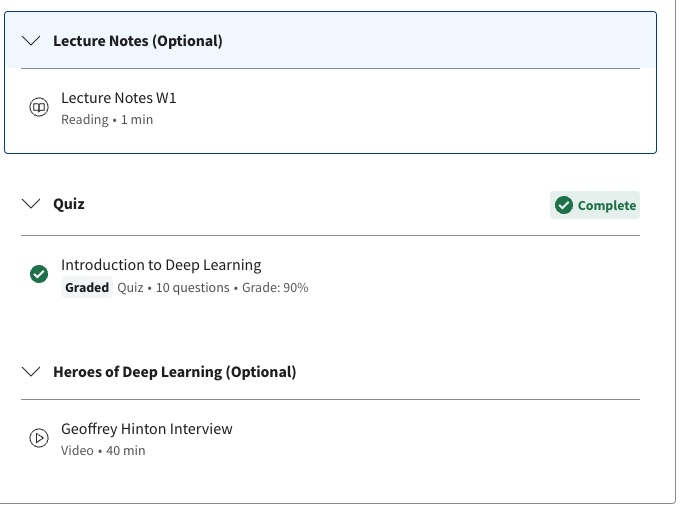 Lecture Notes (Optional)
Lecture Notes W1
Reading • 1 min
Quiz
Complete
Introduction to Deep Learning
Graded Quiz • 10 questions • Grade: 90%
Heroes of Deep Learning (Optional)
Geoffrey Hinton Interview
Video • 40 min